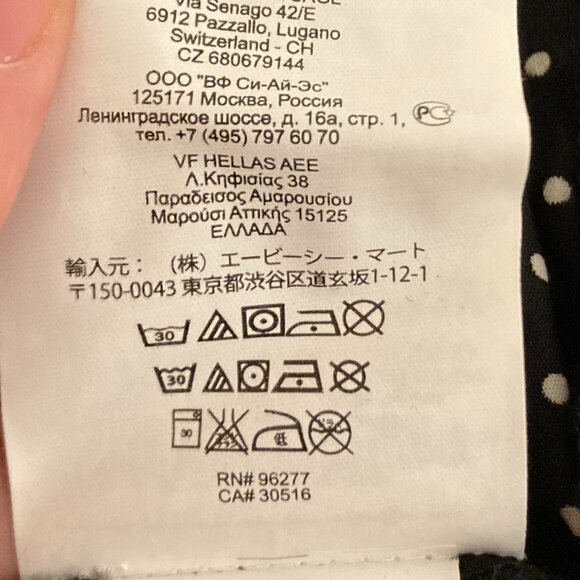 Via Senago 42/E
6912 Pazzallo, Lugano
Switzerland - CH
CZ 680679144
ООО "ВФ Си-Ай-Эс"
125171 Москва, Россия
Ленинградское шоссе, д. 16а, стр. 1,
тел. +7 (495) 797 60 70
VF HELLAS AEE
Λ.Κηφισίας 38
Παραδεισος Αμαρουσίου
Μαρούσι Αττικής 15125
ΕΛΛΑΔΑ
輸入元：（株）エービーシー・マート
〒150-0043 東京都渋谷区道玄坂1-12-1
30
30
30 低
RN# 96277
CA# 30516